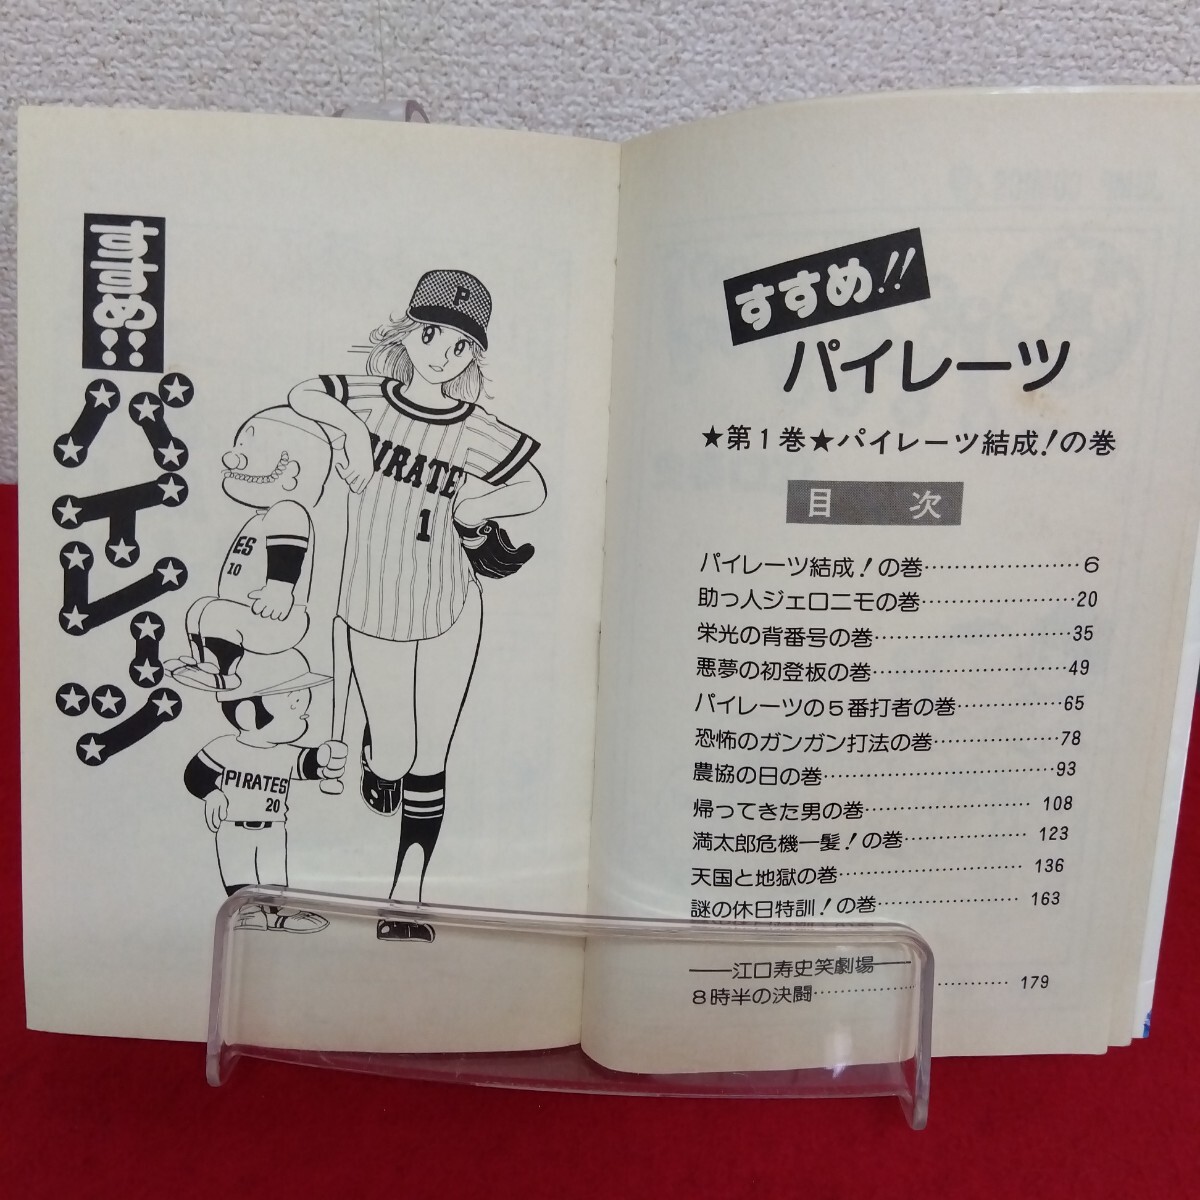 すすめ!!
パイレーツ
P
PIRATE
1
ES
10
PIRATES
20
すすめ!!
パイレーツ
★第1巻★パイレーツ結成!の巻
目次
パイレーツ結成!の巻…………………6
助っ人ジェロニモの巻…………………20
栄光の背番号の巻…………………35
悪夢の初登板の巻…………………49
パイレーツの5番打者の巻……………65
恐怖のガンガン打法の巻………………78
農協の日の巻…………………93
帰ってきた男の巻…………………108
満太郎危機一髪!の巻………………123
天国と地獄の巻…………………136
謎の休日特訓!の巻………………163
――江口寿史笑劇場――
8時半の決闘…………………179